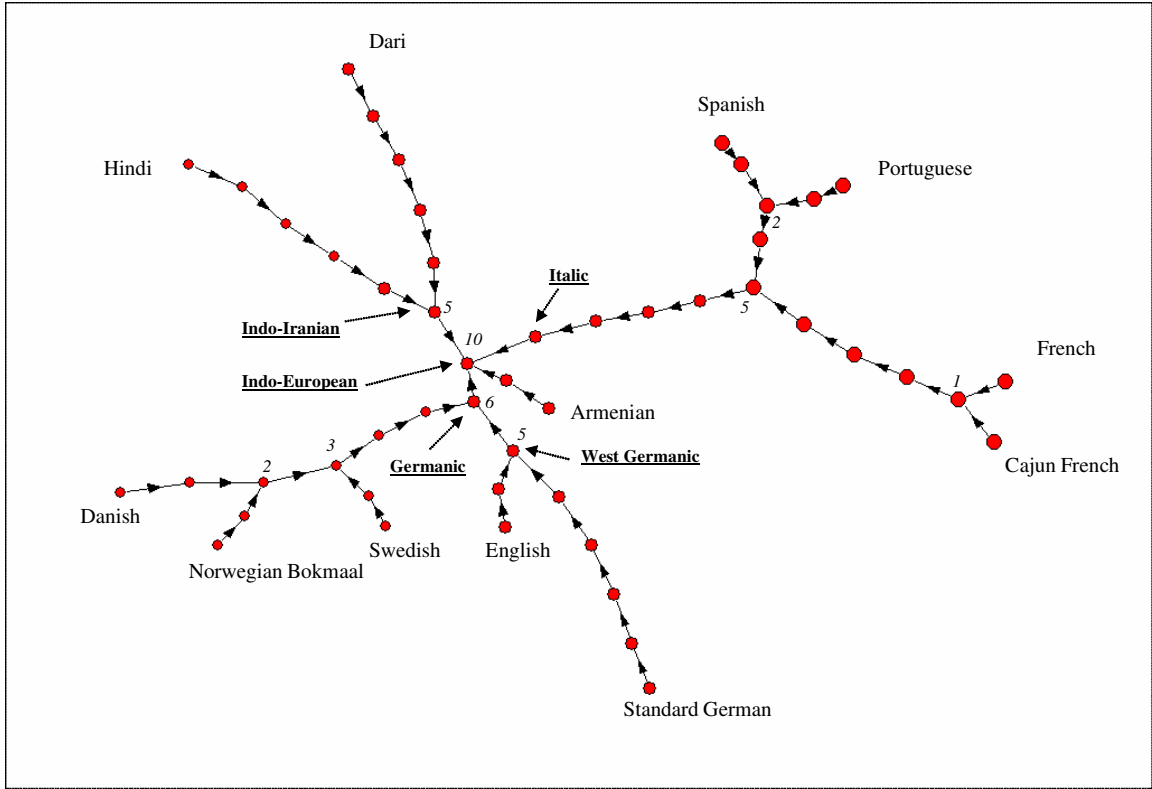 Dari
Spanish
Hindi
Portuguese
2
Italic
5
5
Indo-Iranian
10
French
Indo-European
1
6
Armenian
5
3
West Germanic
Germanic
Cajun French
2
Danish
Swedish
English
Norwegian Bokmaal
Standard German